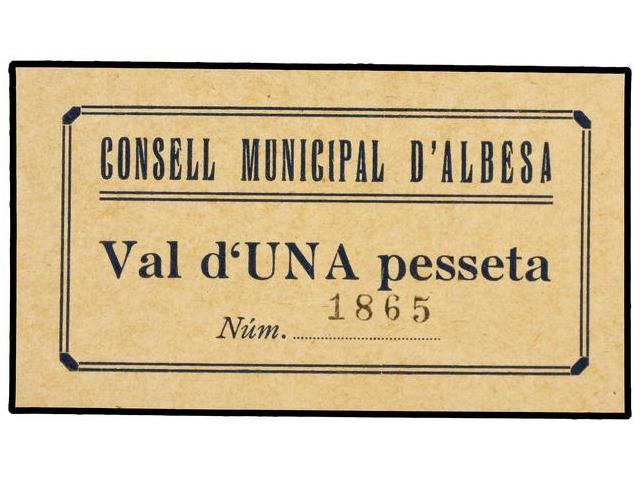 CONSELL MUNICIPAL D'ALBESA
Val d‘UNA pesseta
1865
Núm.